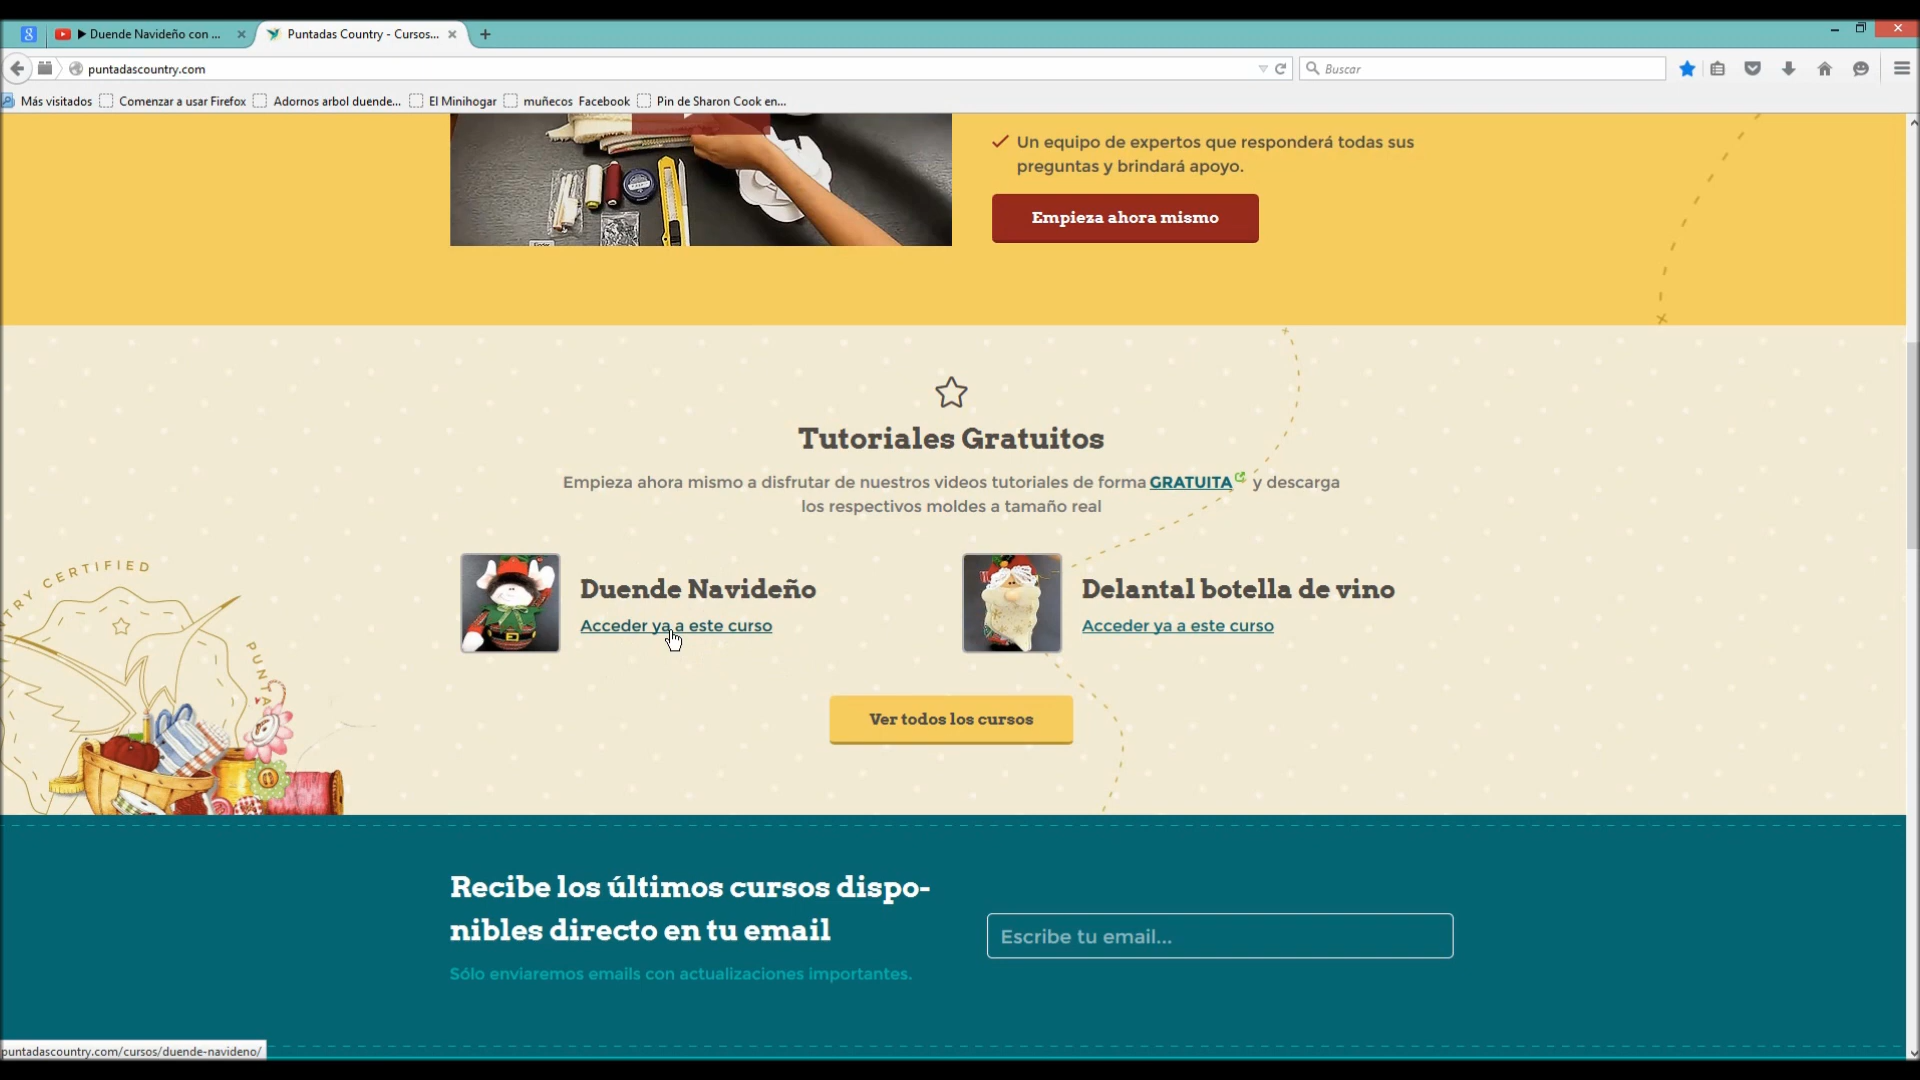 ▶ Duende Navideño con ...
Puntadas Country - Cursos...
puntadascountry.com
Buscar
Más visitados
Comenzar a usar Firefox
Adornos arbol duende...
El Minihogar
muñecos Facebook
Pin de Sharon Cook en...
Un equipo de expertos que responderá todas sus
preguntas y brindará apoyo.
Empieza ahora mismo
Tutoriales Gratuitos
Empieza ahora mismo a disfrutar de nuestros videos tutoriales de forma GRATUITA y descarga
los respectivos moldes a tamaño real
CERTIFIED
Duende Navideño
Acceder ya a este curso
Delantal botella de vino
Acceder ya a este curso
Ver todos los cursos
Recibe los últimos cursos dispo-
nibles directo en tu email
Sólo enviaremos emails con actualizaciones importantes.
Escribe tu email...
puntadascountry.com/cursos/duende-navideno/